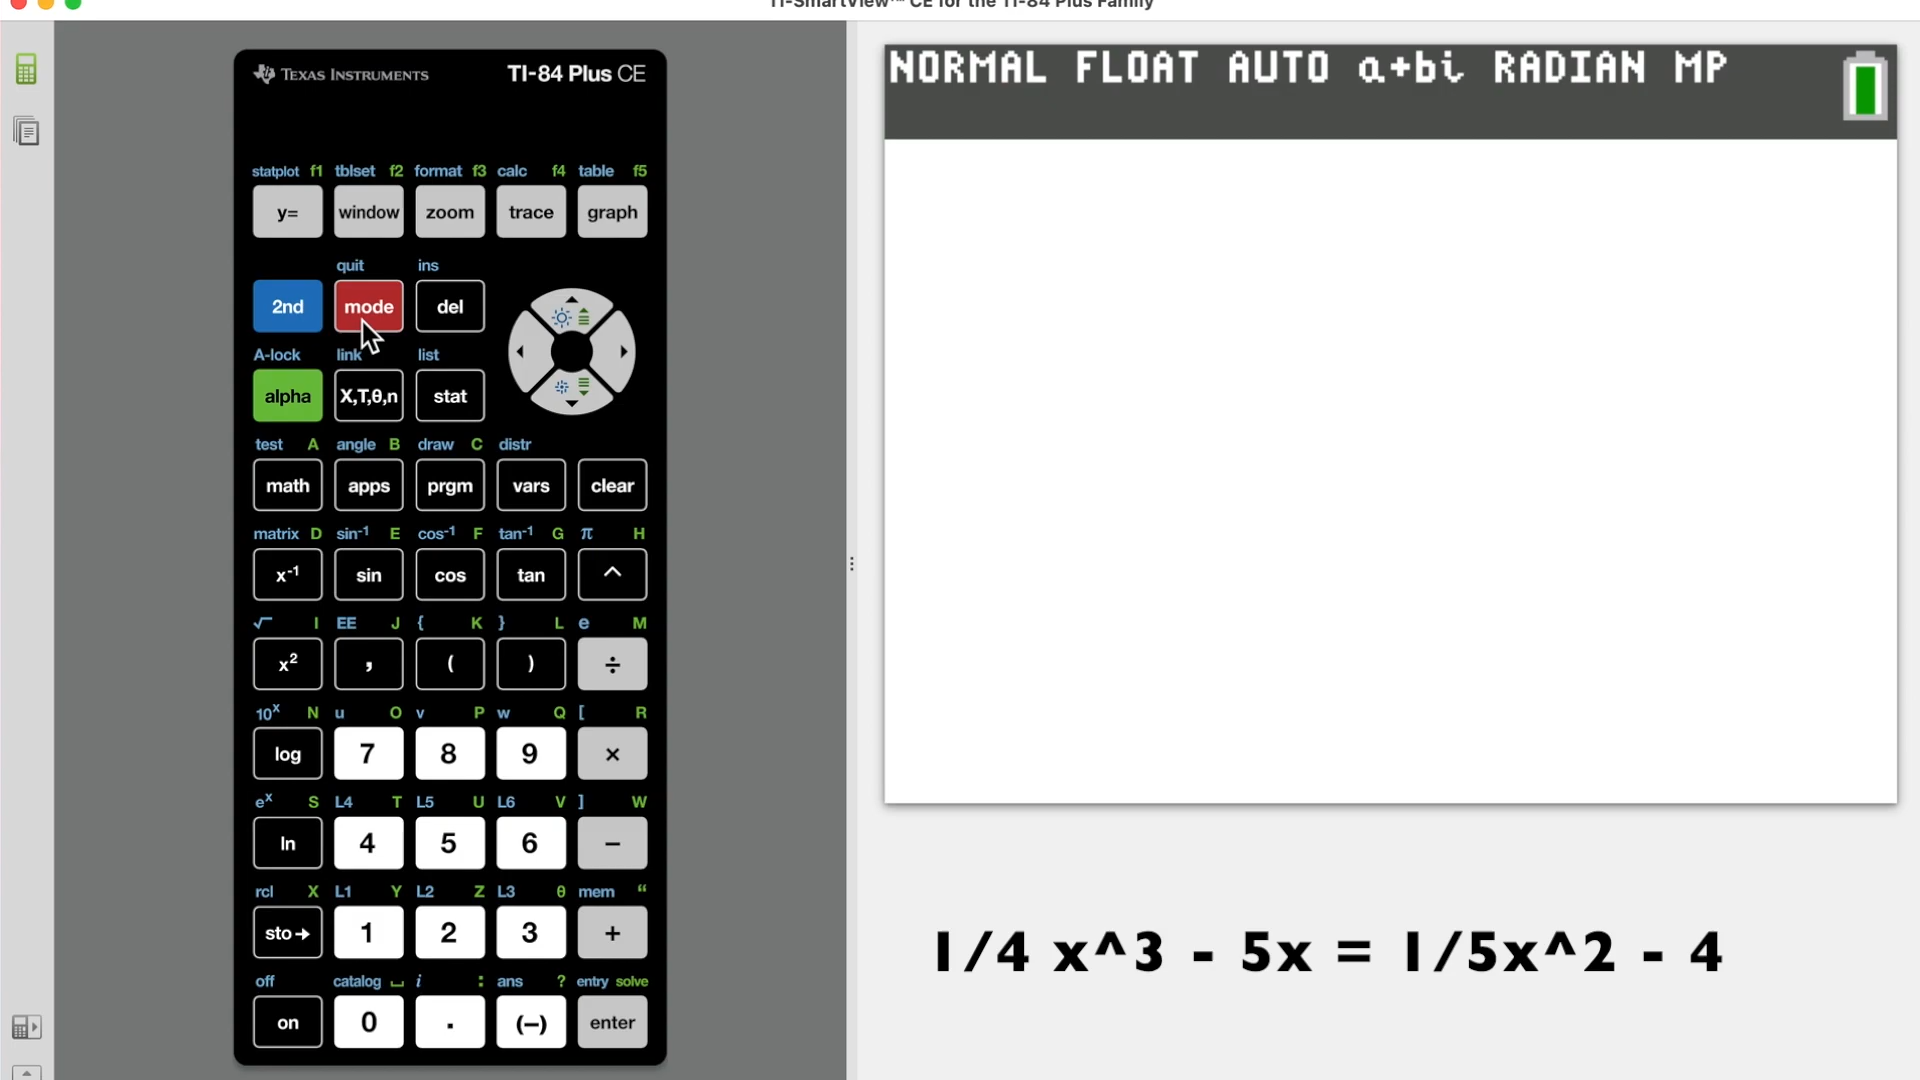 TI-SmartView™ CE for the TI-84 Plus Family
TEXAS INSTRUMENTS TI-84 Plus CE
NORMAL FLOAT AUTO a+bi RADIAN MP
statplot f1 tblset f2 format f3 calc f4 table f5
y= window zoom trace graph
quit ins
2nd mode del
A-lock link list
alpha X,T,θ,n stat
test A angle B draw C distr
math apps prgm vars clear
matrix D sin⁻¹ E cos⁻¹ F tan⁻¹ G π H
x⁻¹ sin cos tan ^
√ I EE J { K } L e M
x² , ( ) ÷
10ˣ N u O v P w Q [ R
log 7 8 9 ×
eˣ S L4 T L5 U L6 V ] W
ln 4 5 6 −
rcl X L1 Y L2 Z L3 θ mem “
sto→ 1 2 3 +
off catalog ⎵ i : ans ? entry solve
on 0 . (−) enter
1/4 x^3 - 5x = 1/5x^2 - 4